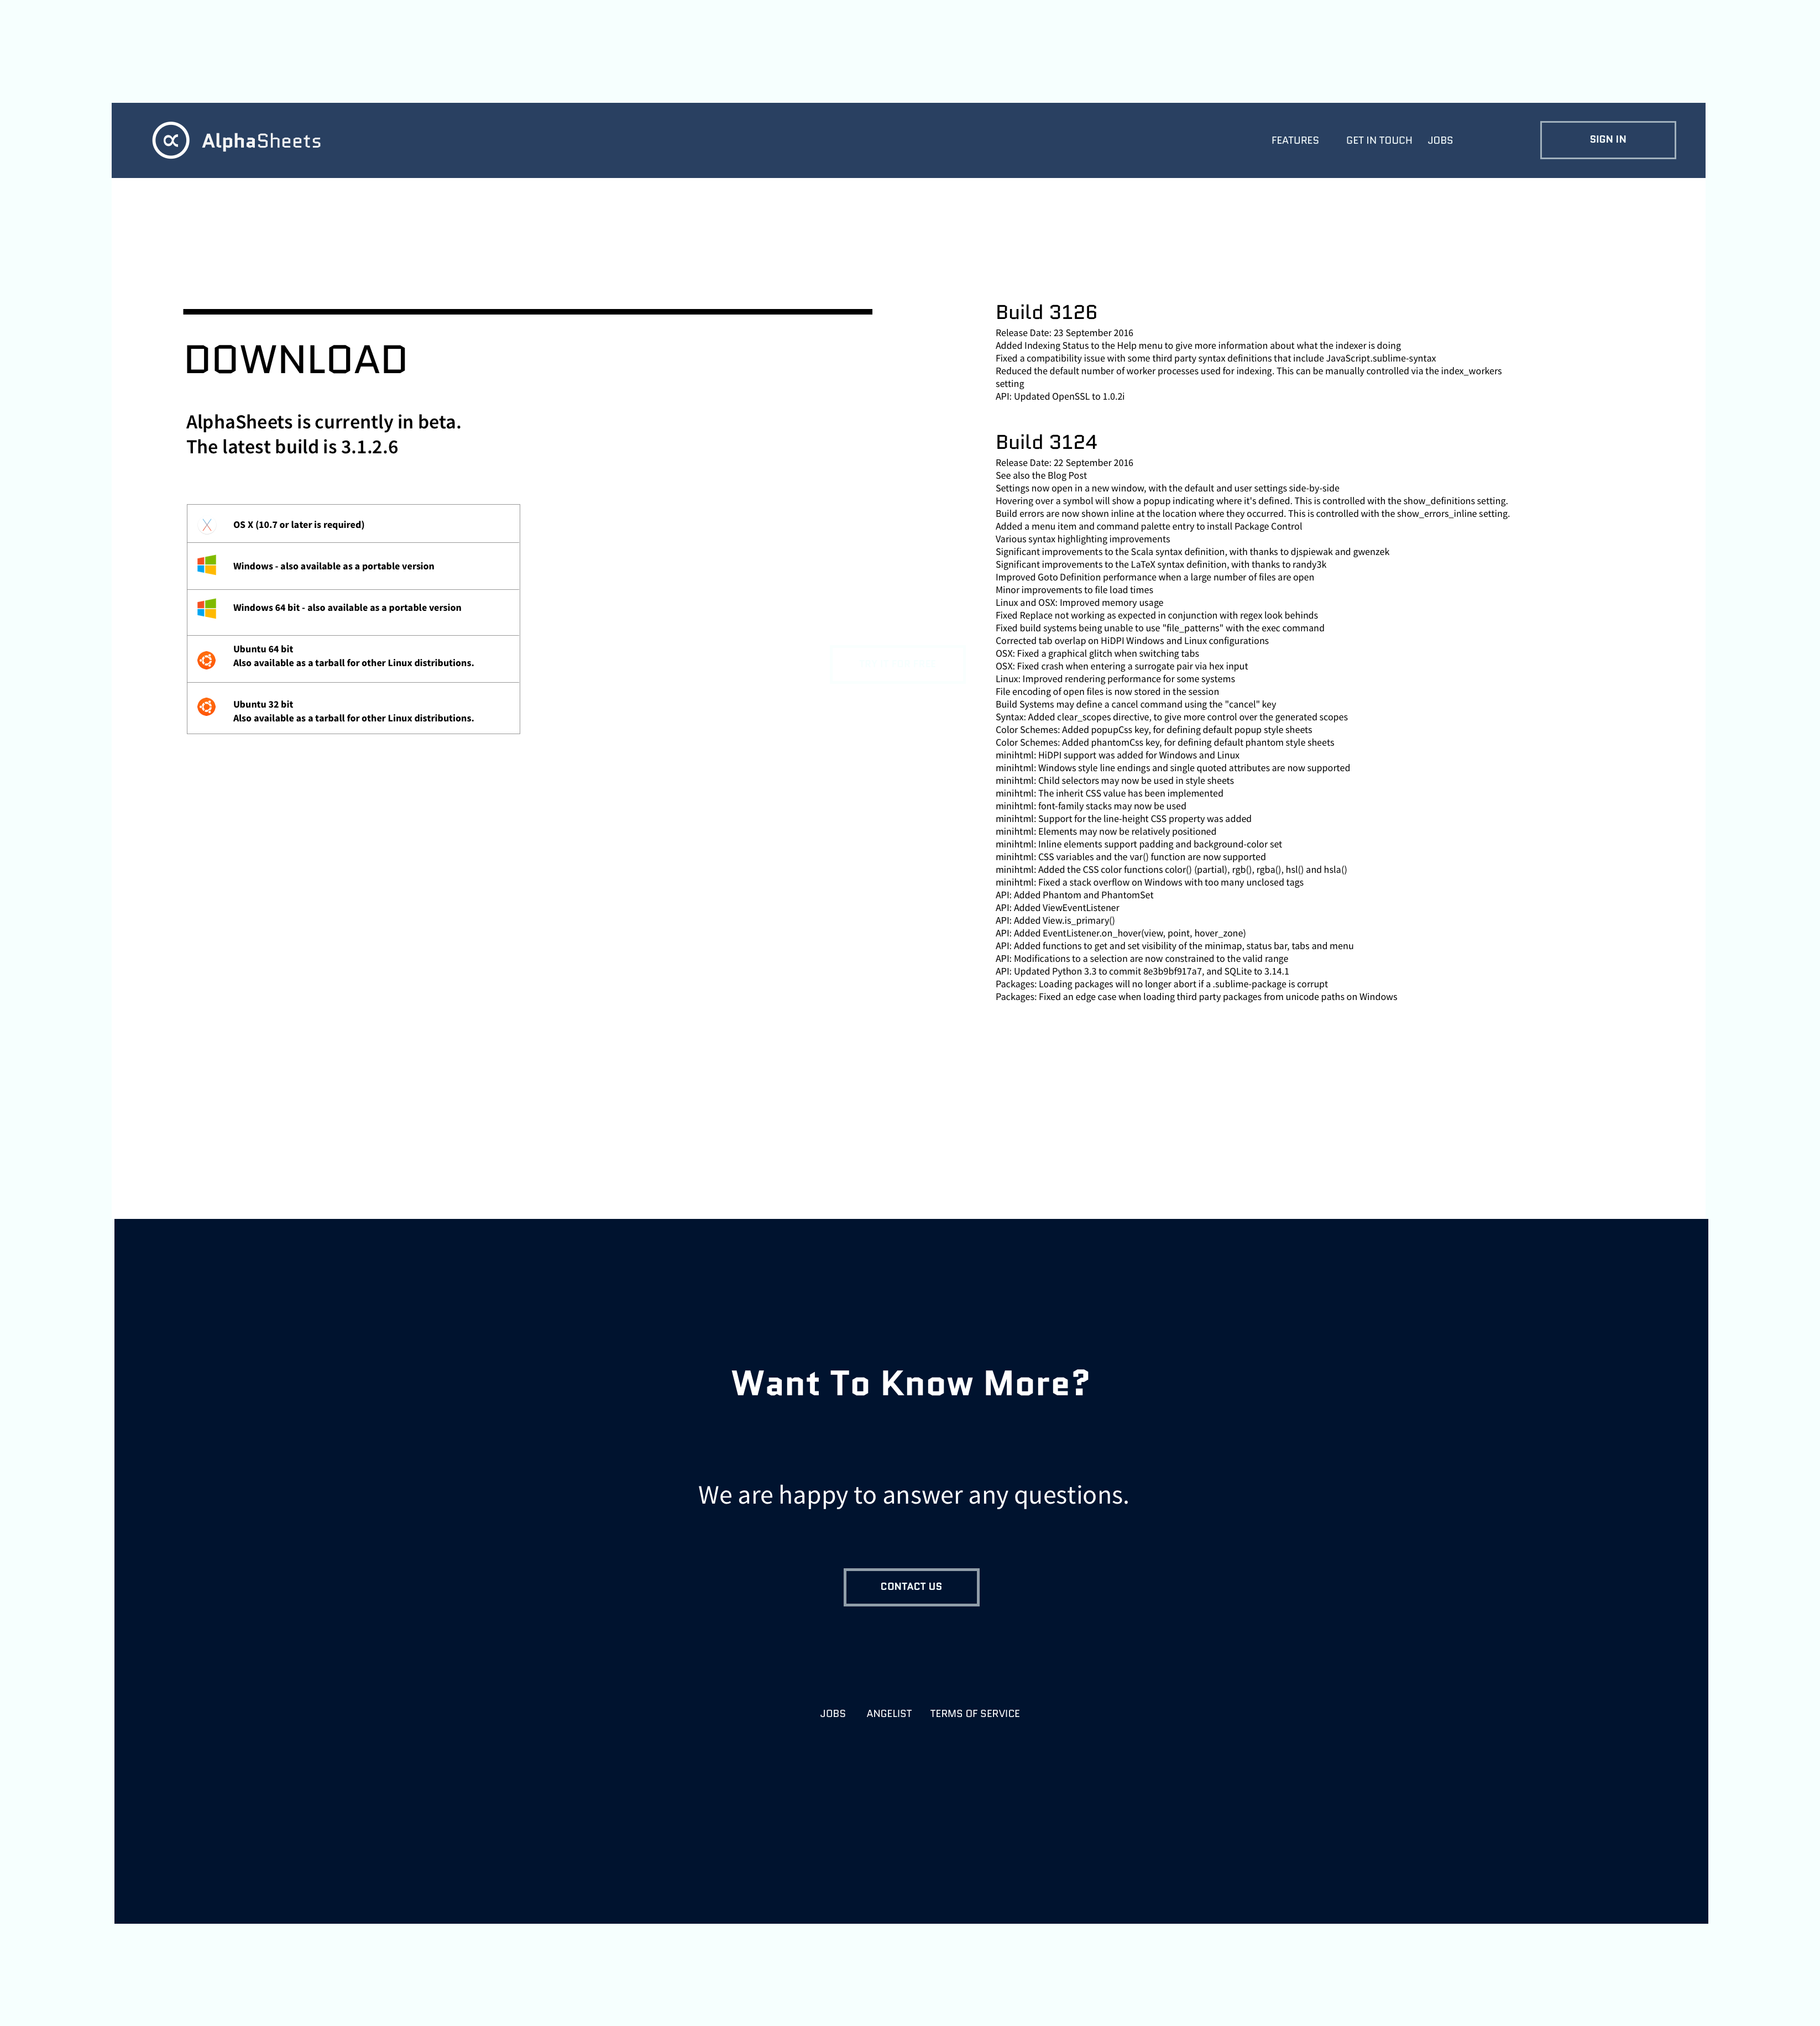 AlphaSheets
FEATURES GET IN TOUCH JOBS
SIGN IN
DOWNLOAD
AlphaSheets is currently in beta.
The latest build is 3.1.2.6
OS X (10.7 or later is required)
Windows - also available as a portable version
Windows 64 bit - also available as a portable version
Ubuntu 64 bit
Also available as a tarball for other Linux distributions.
Ubuntu 32 bit
Also available as a tarball for other Linux distributions.
Build 3126
Release Date: 23 September 2016
Added Indexing Status to the Help menu to give more information about what the indexer is doing
Fixed a compatibility issue with some third party syntax definitions that include JavaScript.sublime-syntax
Reduced the default number of worker processes used for indexing. This can be manually controlled via the index_workers
setting
API: Updated OpenSSL to 1.0.2i
Build 3124
Release Date: 22 September 2016
See also the Blog Post
Settings now open in a new window, with the default and user settings side-by-side
Hovering over a symbol will show a popup indicating where it's defined. This is controlled with the show_definitions setting.
Build errors are now shown inline at the location where they occurred. This is controlled with the show_errors_inline setting.
Added a menu item and command palette entry to install Package Control
Various syntax highlighting improvements
Significant improvements to the Scala syntax definition, with thanks to djspiewak and gwenzek
Significant improvements to the LaTeX syntax definition, with thanks to randy3k
Improved Goto Definition performance when a large number of files are open
Minor improvements to file load times
Linux and OSX: Improved memory usage
Fixed Replace not working as expected in conjunction with regex look behinds
Fixed build systems being unable to use "file_patterns" with the exec command
Corrected tab overlap on HiDPI Windows and Linux configurations
OSX: Fixed a graphical glitch when switching tabs
OSX: Fixed crash when entering a surrogate pair via hex input
Linux: Improved rendering performance for some systems
File encoding of open files is now stored in the session
Build Systems may define a cancel command using the "cancel" key
Syntax: Added clear_scopes directive, to give more control over the generated scopes
Color Schemes: Added popupCss key, for defining default popup style sheets
Color Schemes: Added phantomCss key, for defining default phantom style sheets
minihtml: HiDPI support was added for Windows and Linux
minihtml: Windows style line endings and single quoted attributes are now supported
minihtml: Child selectors may now be used in style sheets
minihtml: The inherit CSS value has been implemented
minihtml: font-family stacks may now be used
minihtml: Support for the line-height CSS property was added
minihtml: Elements may now be relatively positioned
minihtml: Inline elements support padding and background-color set
minihtml: CSS variables and the var() function are now supported
minihtml: Added the CSS color functions color() (partial), rgb(), rgba(), hsl() and hsla()
minihtml: Fixed a stack overflow on Windows with too many unclosed tags
API: Added Phantom and PhantomSet
API: Added ViewEventListener
API: Added View.is_primary()
API: Added EventListener.on_hover(view, point, hover_zone)
API: Added functions to get and set visibility of the minimap, status bar, tabs and menu
API: Modifications to a selection are now constrained to the valid range
API: Updated Python 3.3 to commit 8e3b9bf917a7, and SQLite to 3.14.1
Packages: Loading packages will no longer abort if a .sublime-package is corrupt
Packages: Fixed an edge case when loading third party packages from unicode paths on Windows
Want To Know More?
We are happy to answer any questions.
CONTACT US
JOBS ANGELIST TERMS OF SERVICE